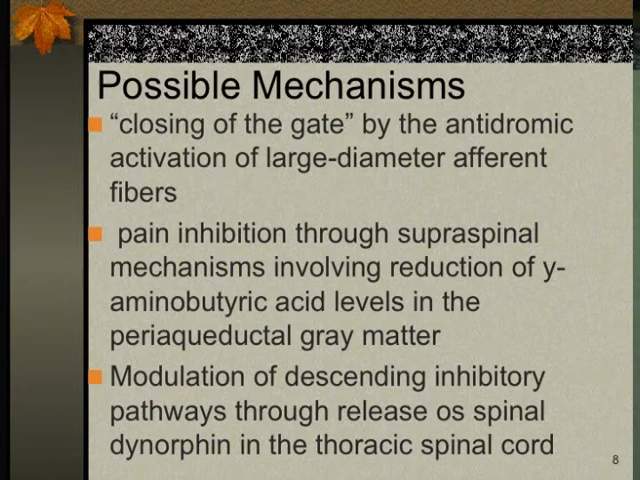 Possible Mechanisms
“closing of the gate” by the antidromic
activation of large-diameter afferent
fibers
pain inhibition through supraspinal
mechanisms involving reduction of y-
aminobutyric acid levels in the
periaqueductal gray matter
Modulation of descending inhibitory
pathways through release os spinal
dynorphin in the thoracic spinal cord
8